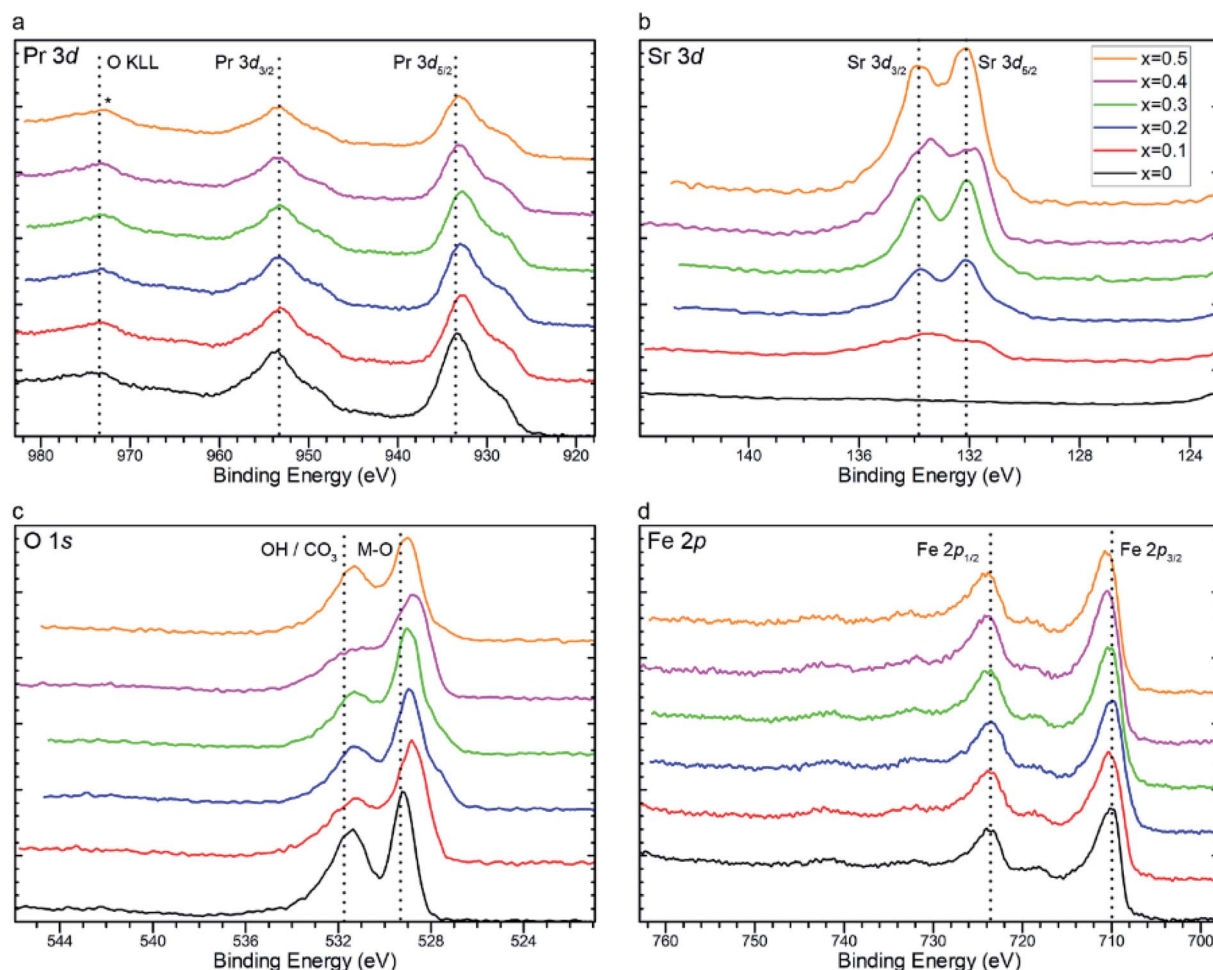 a
Pr 3d
O KLL
Pr 3d3/2
Pr 3d5/2
*
980 970 960 950 940 930 920
Binding Energy (eV)
b
Sr 3d
Sr 3d3/2
Sr 3d5/2
x=0.5
x=0.4
x=0.3
x=0.2
x=0.1
x=0
140 136 132 128 124
Binding Energy (eV)
c
O 1s
OH / CO3
M-O
544 540 536 532 528 524
Binding Energy (eV)
d
Fe 2p
Fe 2p1/2
Fe 2p3/2
760 750 740 730 720 710 700
Binding Energy (eV)